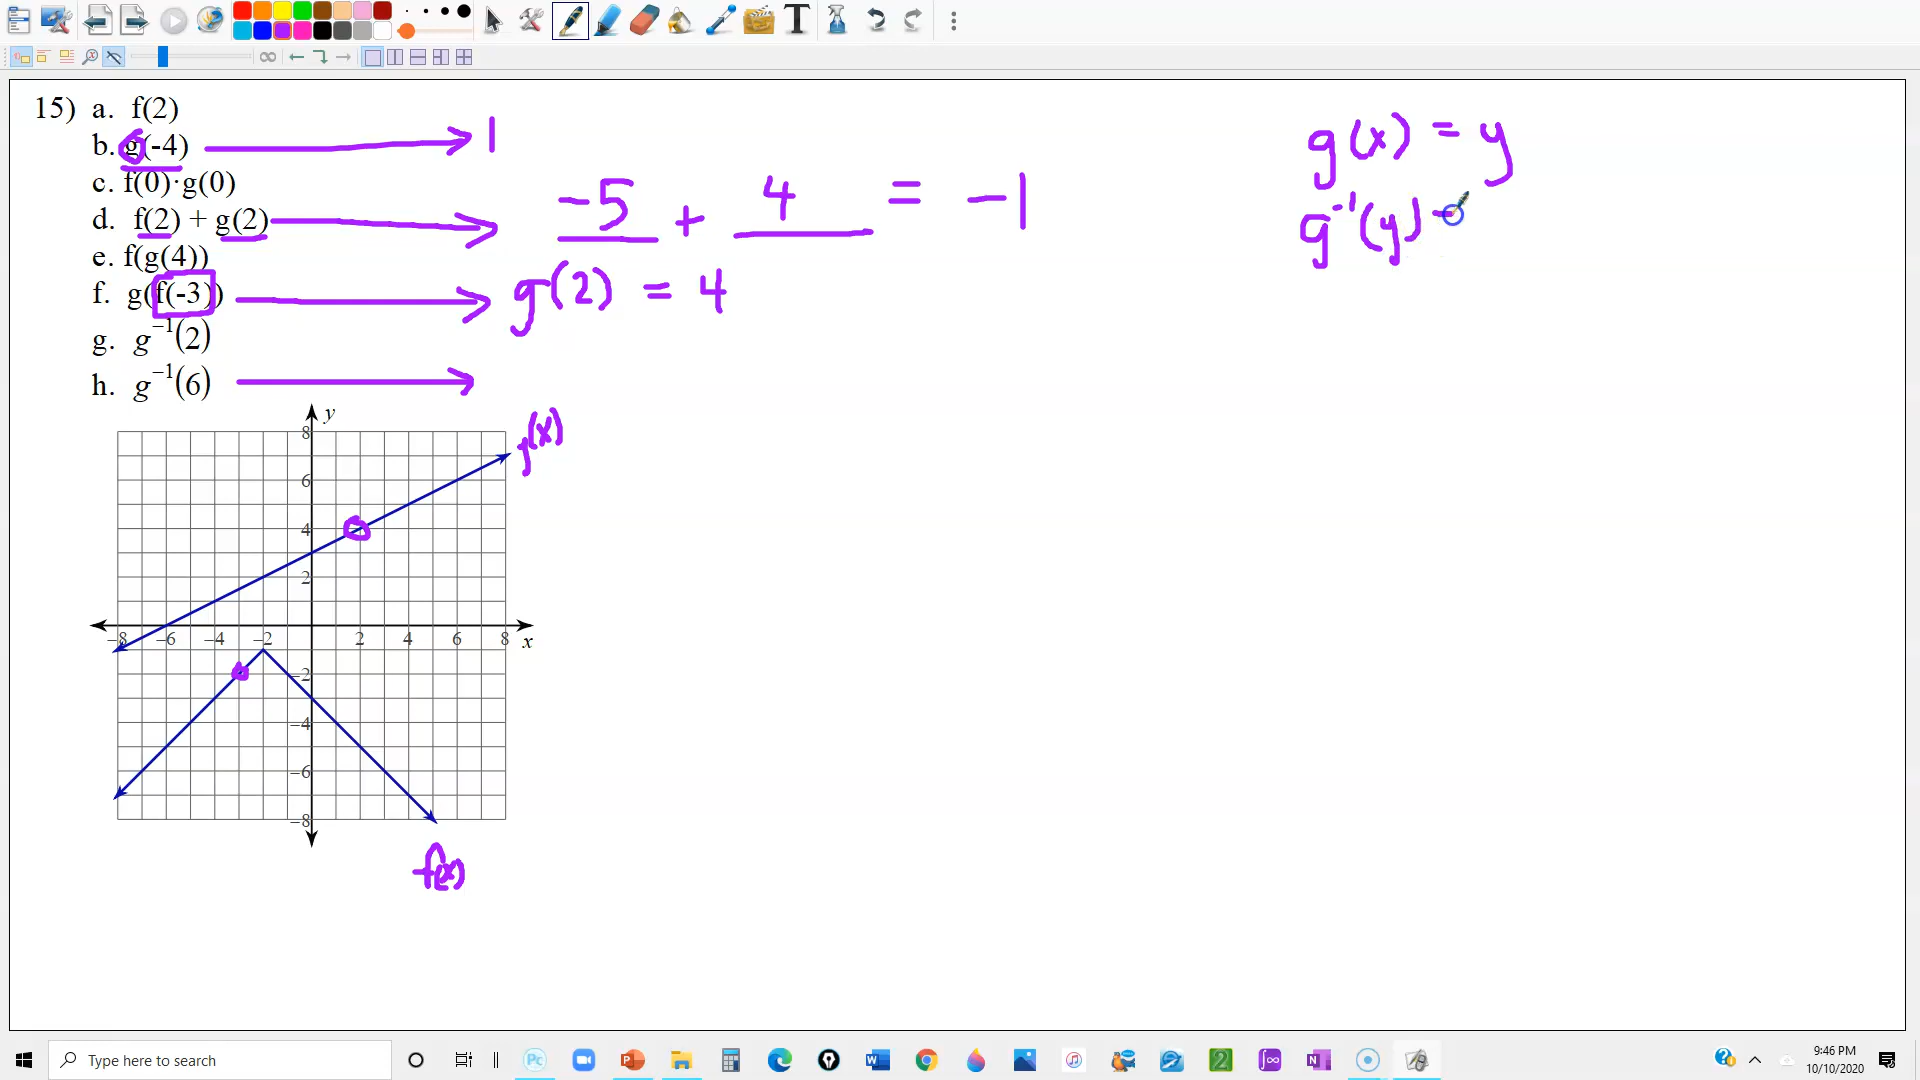 15) a. f(2)
b. g(-4) 1
c. f(0)·g(0)
d. f(2) + g(2) -5 + 4 = -1
e. f(g(4))
f. g(f(-3)) g(2) = 4
g. g⁻¹(2)
h. g⁻¹(6)
g(x) = y
g⁻¹(y) -
y
g(x)
8
6
4
2
-8 -6 -4 -2 2 4 6 8 x
-2
-4
-6
-8
f(x)
Type here to search
9:46 PM
10/10/2020